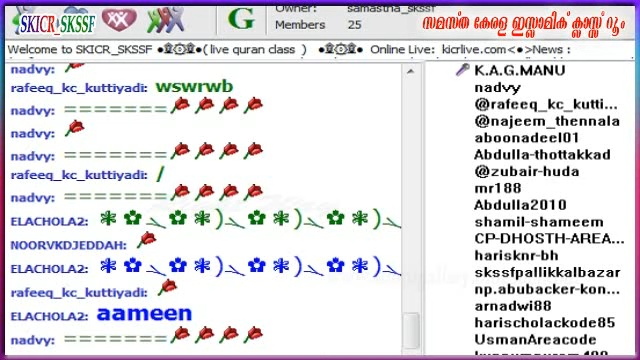 SKICR_SKSSF
G
Owner: samastha_skssf
Members 25
സമസ്ത കേരള ഇസ്ലാമിക് ക്ലാസ്സ് റൂം
Welcome to SKICR_SKSSF ●۩۞۩●( live quran class ) ●۩۞۩● Online Live: kicrlive.com<●>News :
nadvy:
rafeeq_kc_kuttiyadi: wswrwb
nadvy: =======
nadvy:
nadvy: =======
rafeeq_kc_kuttiyadi: /
nadvy: =======
ELACHOLA2:
NOORVKDJEDDAH:
ELACHOLA2:
rafeeq_kc_kuttiyadi:
ELACHOLA2: aameen
nadvy: =======
K.A.G.MANU
nadvy
@rafeeq_kc_kutti...
@najeem_thennala
aboonadeel01
Abdulla-thottakkad
@zubair-huda
mr188
Abdulla2010
shamil-shameem
CP-DHOSTH-AREA...
harisknr-bh
skssfpallikkalbazar
np.abubacker-kon...
arnadwi88
harischolackode85
UsmanAreacode